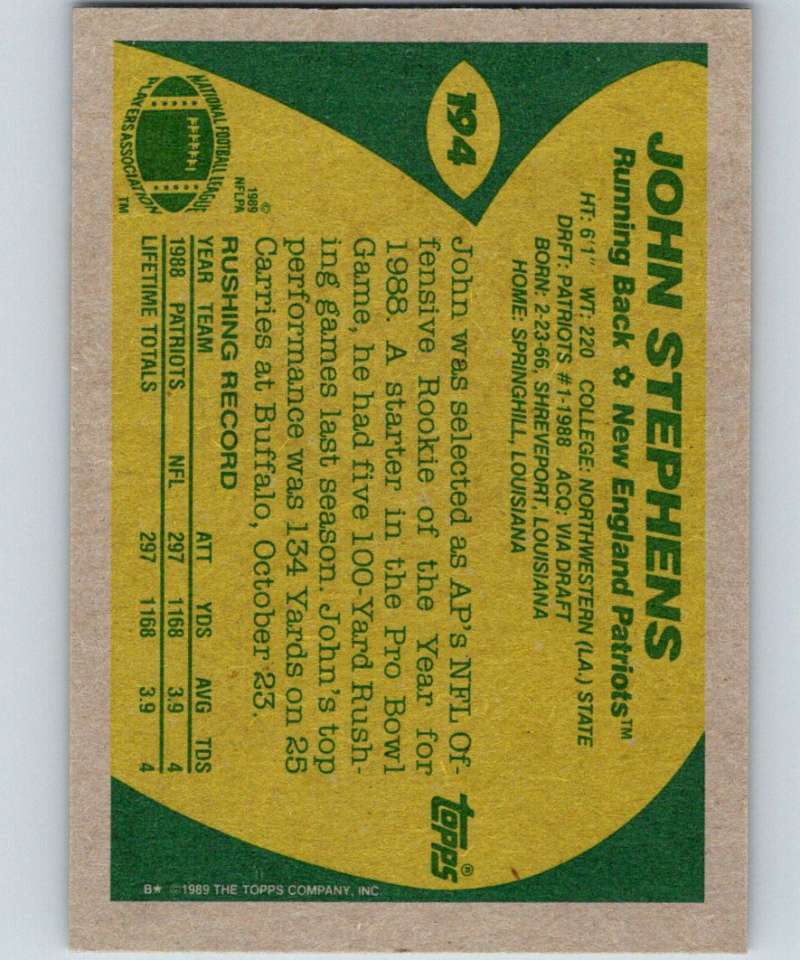 194
JOHN STEPHENS
Running Back ✿ New England Patriots™
HT: 6'1" WT: 220 COLLEGE: NORTHWESTERN (LA.) STATE
DRFT: PATRIOTS #1-1988 ACQ: VIA DRAFT
BORN: 2-23-66, SHREVEPORT, LOUISIANA
HOME: SPRINGHILL, LOUISIANA
topps®
John was selected as AP's NFL Of-
fensive Rookie of the Year for
1988. A starter in the Pro Bowl
Game, he had five 100-Yard Rush-
ing games last season. John's top
performance was 134 Yards on 25
Carries at Buffalo, October 23.
RUSHING RECORD
YEAR TEAM ATT YDS AVG TDS
1988 PATRIOTS NFL 297 1168 3.9 4
LIFETIME TOTALS 297 1168 3.9 4
NATIONAL FOOTBALL LEAGUE
PLAYERS ASSOCIATION
TM
©
1989
NFLPA
B★ ©1989 THE TOPPS COMPANY, INC.